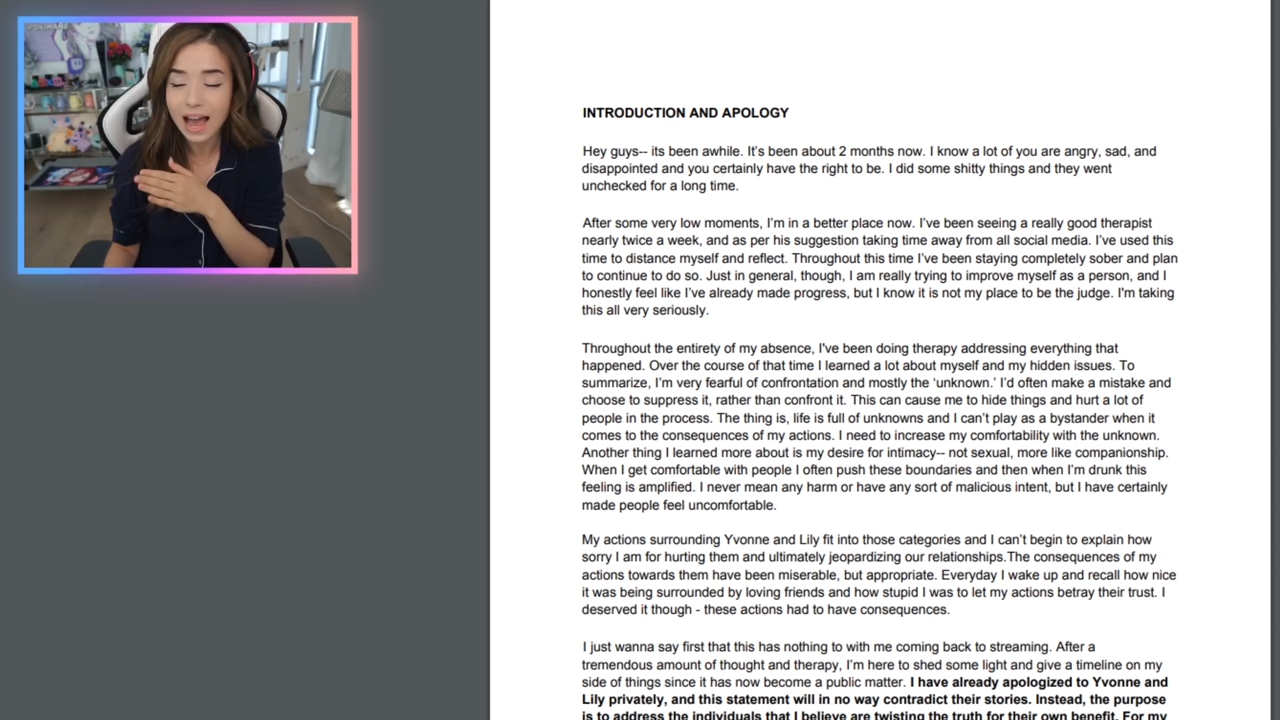 INTRODUCTION AND APOLOGY
Hey guys-- its been awhile. It’s been about 2 months now. I know a lot of you are angry, sad, and
disappointed and you certainly have the right to be. I did some shitty things and they went
unchecked for a long time.
After some very low moments, I’m in a better place now. I’ve been seeing a really good therapist
nearly twice a week, and as per his suggestion taking time away from all social media. I’ve used this
time to distance myself and reflect. Throughout this time I’ve been staying completely sober and plan
to continue to do so. Just in general, though, I am really trying to improve myself as a person, and I
honestly feel like I’ve already made progress, but I know it is not my place to be the judge. I'm taking
this all very seriously.
Throughout the entirety of my absence, I've been doing therapy addressing everything that
happened. Over the course of that time I learned a lot about myself and my hidden issues. To
summarize, I’m very fearful of confrontation and mostly the ‘unknown.’ I’d often make a mistake and
choose to suppress it, rather than confront it. This can cause me to hide things and hurt a lot of
people in the process. The thing is, life is full of unknowns and I can’t play as a bystander when it
comes to the consequences of my actions. I need to increase my comfortability with the unknown.
Another thing I learned more about is my desire for intimacy-- not sexual, more like companionship.
When I get comfortable with people I often push these boundaries and then when I’m drunk this
feeling is amplified. I never mean any harm or have any sort of malicious intent, but I have certainly
made people feel uncomfortable.
My actions surrounding Yvonne and Lily fit into those categories and I can’t begin to explain how
sorry I am for hurting them and ultimately jeopardizing our relationships.The consequences of my
actions towards them have been miserable, but appropriate. Everyday I wake up and recall how nice
it was being surrounded by loving friends and how stupid I was to let my actions betray their trust. I
deserved it though - these actions had to have consequences.
I just wanna say first that this has nothing to with me coming back to streaming. After a
tremendous amount of thought and therapy, I’m here to shed some light and give a timeline on my
side of things since it has now become a public matter. I have already apologized to Yvonne and
Lily privately, and this statement will in no way contradict their stories. Instead, the purpose
is to address the individuals that I believe are twisting the truth for their own benefit. For my